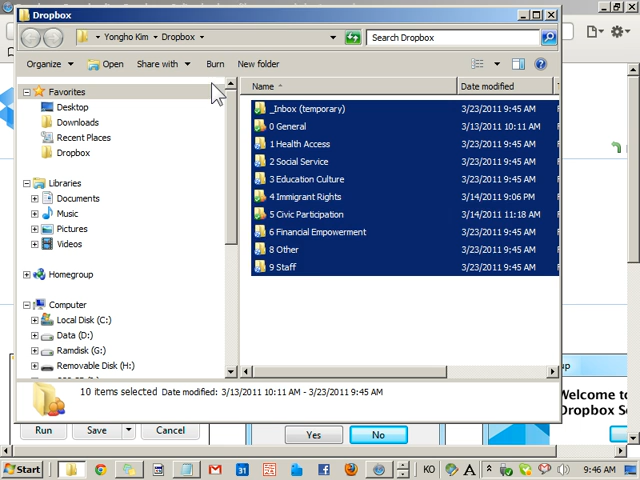 Dropbox
Yongho Kim ▸ Dropbox ▸
Search Dropbox
Organize
Open
Share with
Burn
New folder
Favorites
Desktop
Downloads
Recent Places
Dropbox
Libraries
Documents
Music
Pictures
Videos
Homegroup
Computer
Local Disk (C:)
Data (D:)
Ramdisk (G:)
Removable Disk (H:)
Name Date modified
_Inbox (temporary) 3/23/2011 9:45 AM
0 General 3/13/2011 10:11 AM
1 Health Access 3/23/2011 9:45 AM
2 Social Service 3/23/2011 9:45 AM
3 Education Culture 3/23/2011 9:45 AM
4 Immigrant Rights 3/14/2011 9:06 PM
5 Civic Participation 3/14/2011 11:18 AM
6 Financial Empowerment 3/23/2011 9:45 AM
8 Other 3/23/2011 9:45 AM
9 Staff 3/23/2011 9:45 AM
10 items selected Date modified: 3/13/2011 10:11 AM - 3/23/2011 9:45 AM
Run Save Cancel
Yes No
up
Welcome to
Dropbox Se
Start
31
KO
9:46 AM